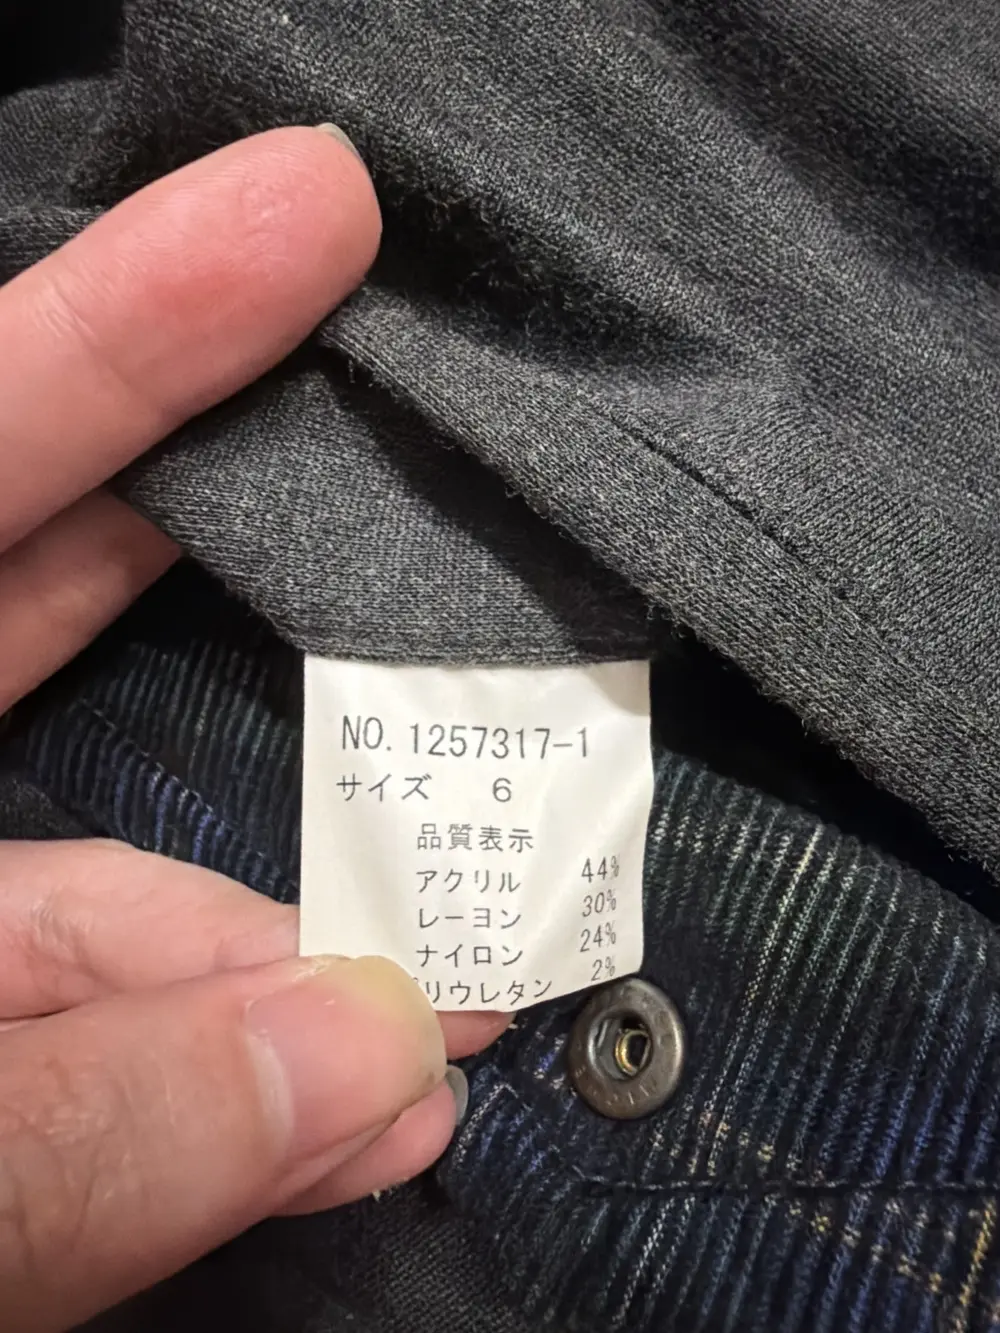 NO. 1257317-1
サイズ 6
品質表示
アクリル 44%
レーヨン 30%
ナイロン 24%
リウレタン 2%